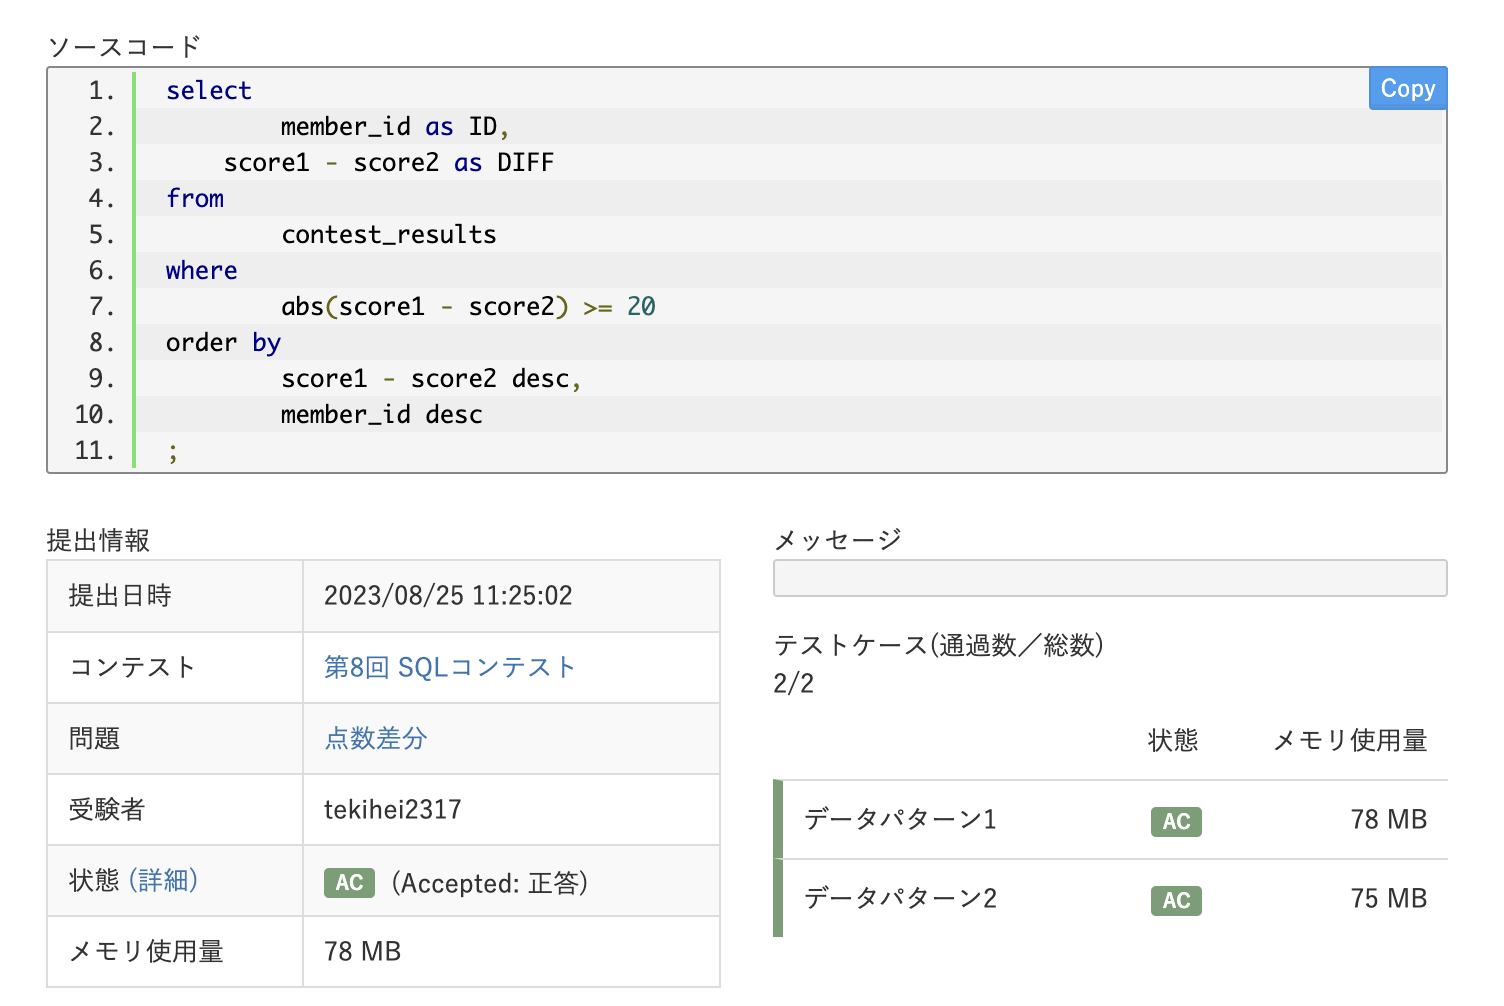 ソースコード
Copy
1. select
2. member_id as ID,
3. score1 - score2 as DIFF
4. from
5. contest_results
6. where
7. abs(score1 - score2) >= 20
8. order by
9. score1 - score2 desc,
10. member_id desc
11. ;
提出情報
提出日時 2023/08/25 11:25:02
コンテスト 第8回 SQLコンテスト
問題 点数差分
受験者 tekihei2317
状態 (詳細) AC (Accepted: 正答)
メモリ使用量 78 MB
メッセージ
テストケース(通過数／総数)
2/2
状態 メモリ使用量
データパターン1 AC 78 MB
データパターン2 AC 75 MB